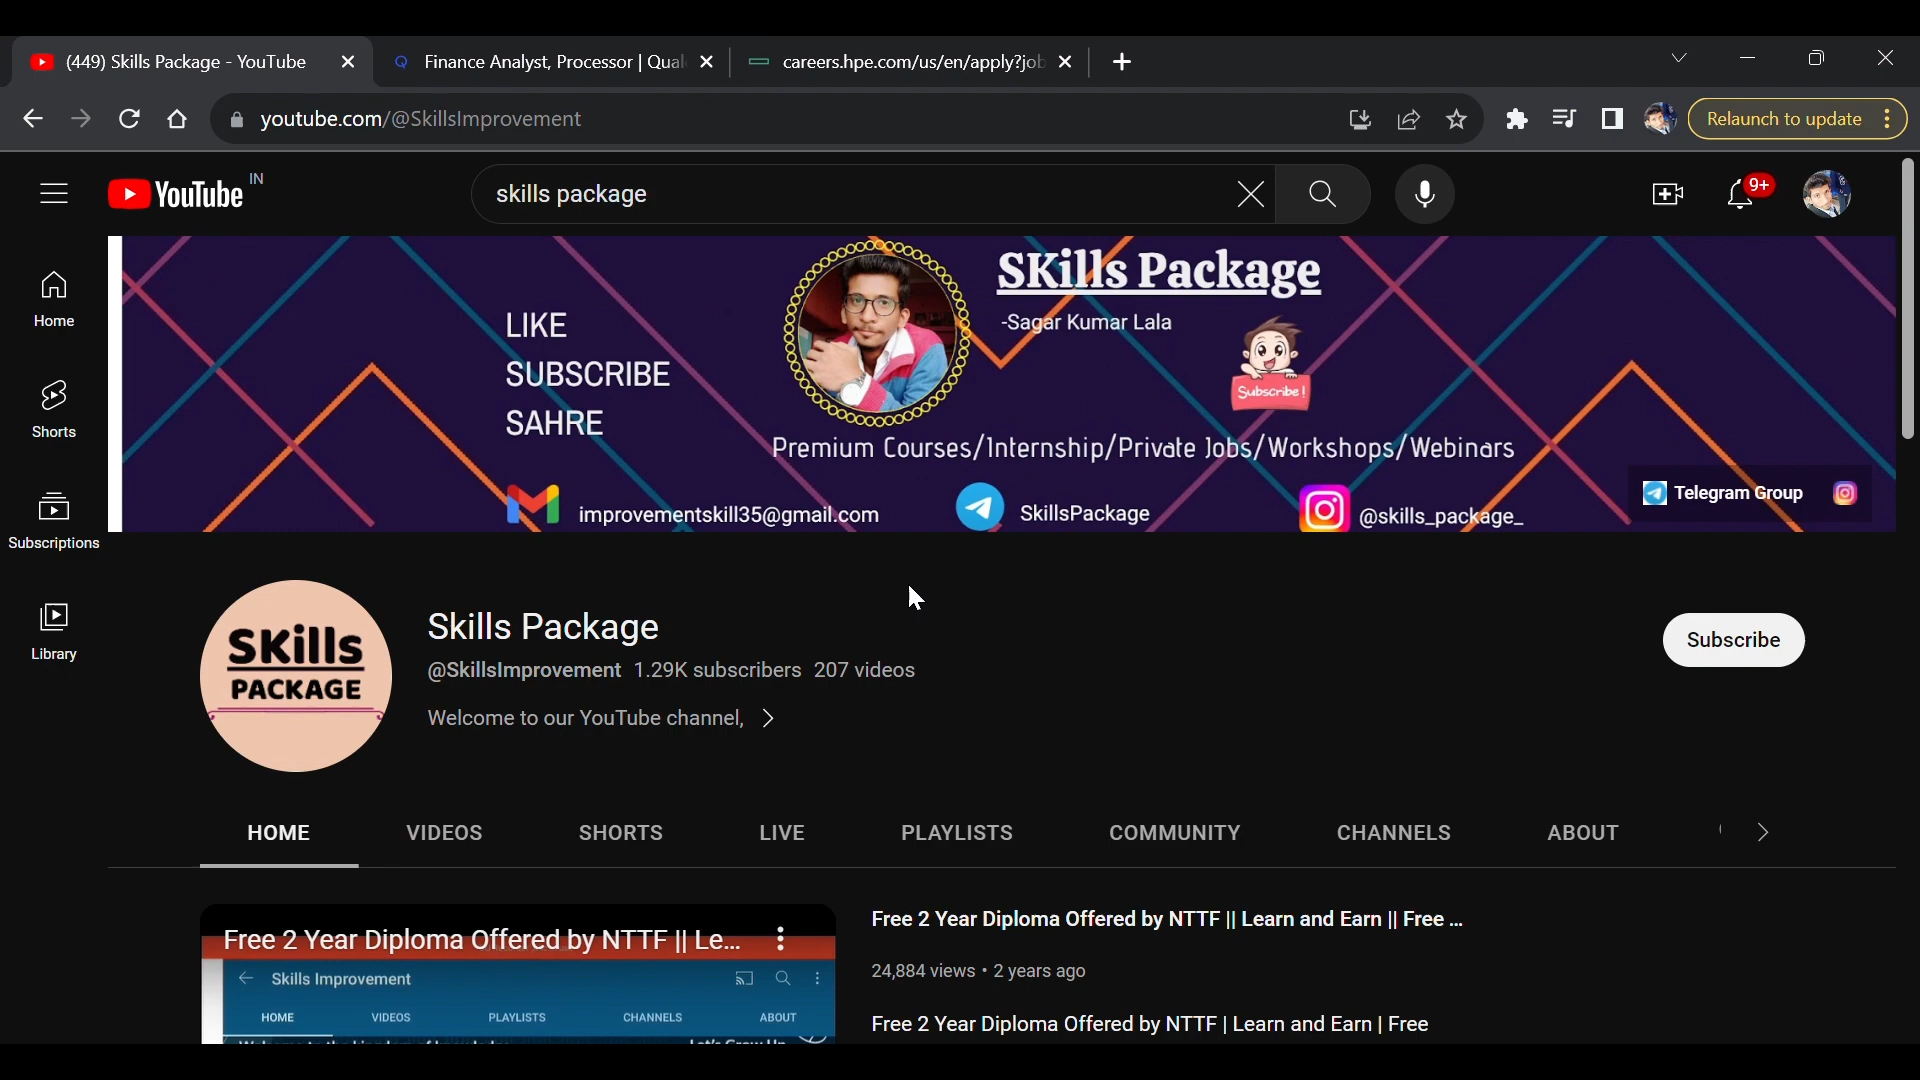 (449) Skills Package - YouTube
Finance Analyst, Processor | Qual
careers.hpe.com/us/en/apply?job
youtube.com/@SkillsImprovement
Relaunch to update
YouTube IN
skills package
9+
Home
Shorts
Subscriptions
Library
LIKE
SUBSCRIBE
SAHRE
SKills Package
-Sagar Kumar Lala
Subscribe!
Premium Courses/Internship/Private Jobs/Workshops/Webinars
improvementskill35@gmail.com
SkillsPackage
@skills_package_
Telegram Group
SKills
PACKAGE
Skills Package
@SkillsImprovement 1.29K subscribers 207 videos
Welcome to our YouTube channel,
Subscribe
HOME VIDEOS SHORTS LIVE PLAYLISTS COMMUNITY CHANNELS ABOUT
Free 2 Year Diploma Offered by NTTF || Le...
Skills Improvement
HOME VIDEOS PLAYLISTS CHANNELS ABOUT
Free 2 Year Diploma Offered by NTTF || Learn and Earn || Free ...
24,884 views • 2 years ago
Free 2 Year Diploma Offered by NTTF | Learn and Earn | Free